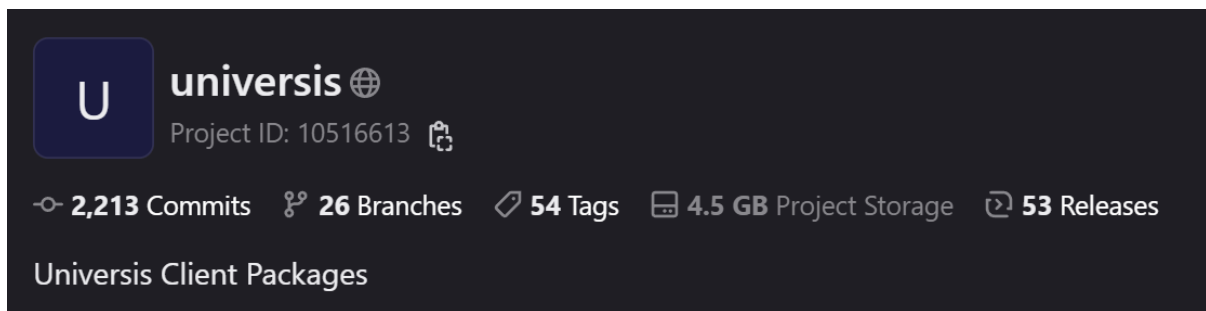 U
universis
Project ID: 10516613
2,213 Commits 26 Branches 54 Tags 4.5 GB Project Storage 53 Releases
Universis Client Packages